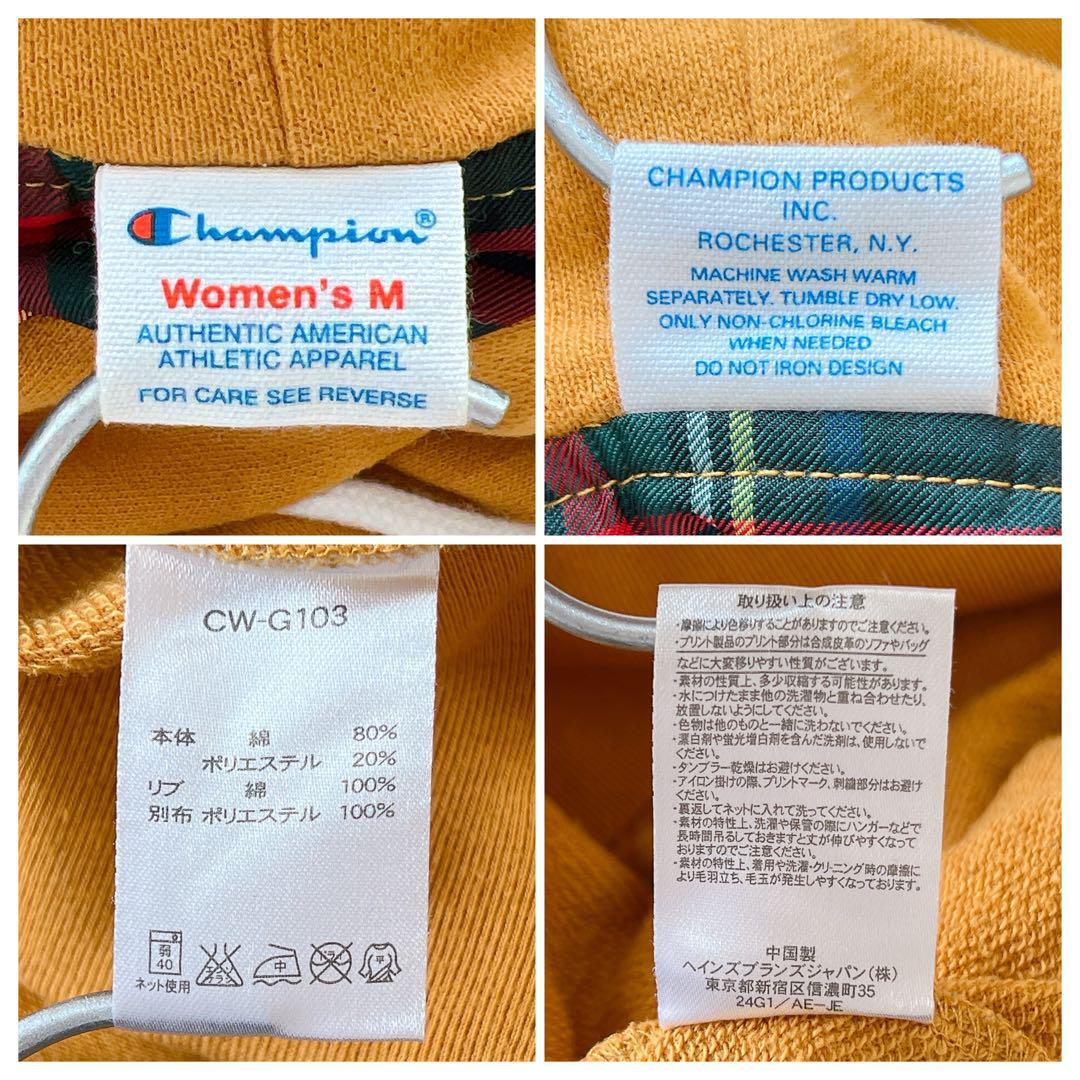 Champion®
Women's M
AUTHENTIC AMERICAN
ATHLETIC APPAREL
FOR CARE SEE REVERSE
CHAMPION PRODUCTS
INC.
ROCHESTER, N.Y.
MACHINE WASH WARM
SEPARATELY. TUMBLE DRY LOW.
ONLY NON-CHLORINE BLEACH
WHEN NEEDED
DO NOT IRON DESIGN
CW-G103
本体 綿 80%
ポリエステル 20%
リブ 綿 100%
別布 ポリエステル 100%
弱
40
エンソ
サラシ
中
ドライ
平
ネット使用
取り扱い上の注意
・摩擦により色移りすることがありますのでご注意ください。
・プリント製品のプリント部分は合成皮革のソファやバッグ
などに大変移りやすい性質がございます。
・素材の性質上、多少収縮する可能性があります。
・水につけたまま他の洗濯物と重ね合わせたり、
放置しないようにしてください。
・色物は他のものと一緒に洗わないでください。
・漂白剤や蛍光増白剤を含んだ洗剤は、使用しないで
ください。
・タンブラー乾燥はお避けください。
・アイロン掛けの際、プリントマーク、刺繍部分はお避け
ください。
・裏返してネットに入れて洗ってください。
・素材の特性上、洗濯や保管の際にハンガーなどで
長時間吊るしておきますと丈が伸びやすくなって
おりますのでご注意ください。
・素材の特性上、着用や洗濯・クリーニング時の摩擦に
より毛羽立ち、毛玉が発生しやすくなっております。
中国製
ヘインズブランズジャパン(株)
東京都新宿区信濃町35
24G1/AE-JE